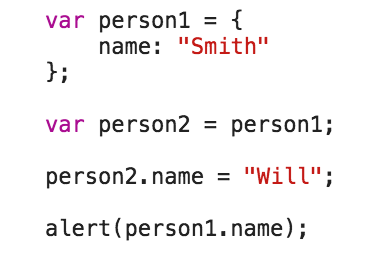 var person1 = {
    name: "Smith"
};
var person2 = person1;
person2.name = "Will";
alert(person1.name);